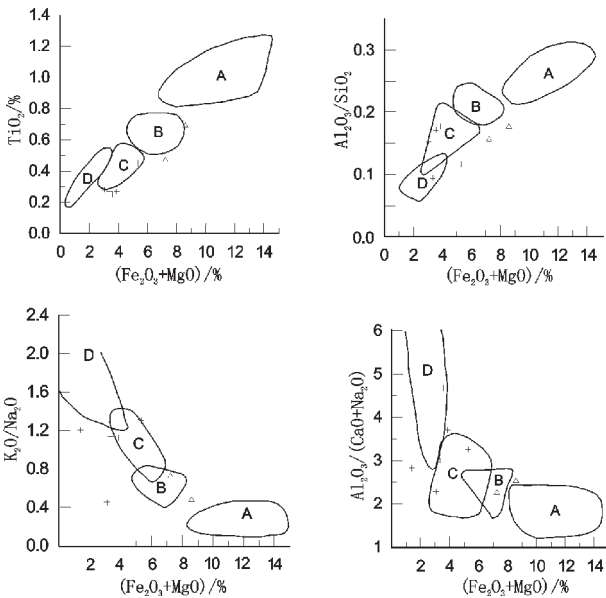 1.4
1.2
1.0
0.8
0.6
0.4
0.2
0.0
TiO₂/%
A
B
C
D
0 2 4 6 8 10 12 14
(Fe₂O₃+MgO)/%
0.3
0.2
0.1
0.0
Al₂O₃/SiO₂
A
B
C
D
0 2 4 6 8 10 12 14
(Fe₂O₃+MgO)/%
2.4
2.0
1.6
1.2
0.8
0.4
0.0
K₂O/Na₂O
D
C
B
A
0 2 4 6 8 10 12 14
(Fe₂O₃+MgO)/%
6
5
4
3
2
1
Al₂O₃/(CaO+Na₂O)
D
C
B
A
0 2 4 6 8 10 12 14
(Fe₂O₃+MgO)/%